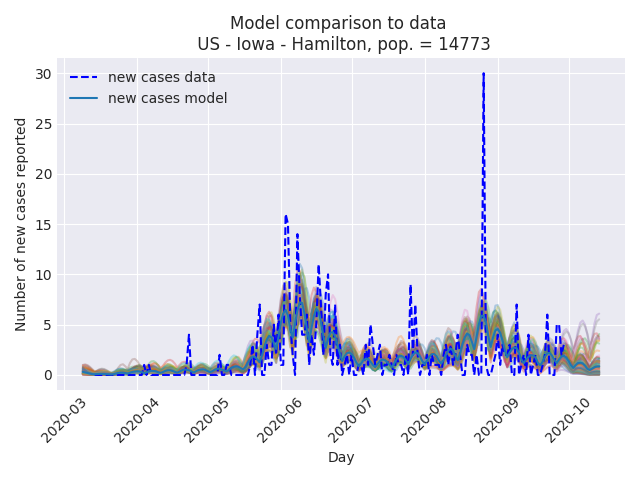 Model comparison to data
US - Iowa - Hamilton, pop. = 14773
new cases data
new cases model
Number of new cases reported
30
25
20
15
10
5
0
2020-03
2020-04
2020-05
2020-06
2020-07
2020-08
2020-09
2020-10
Day